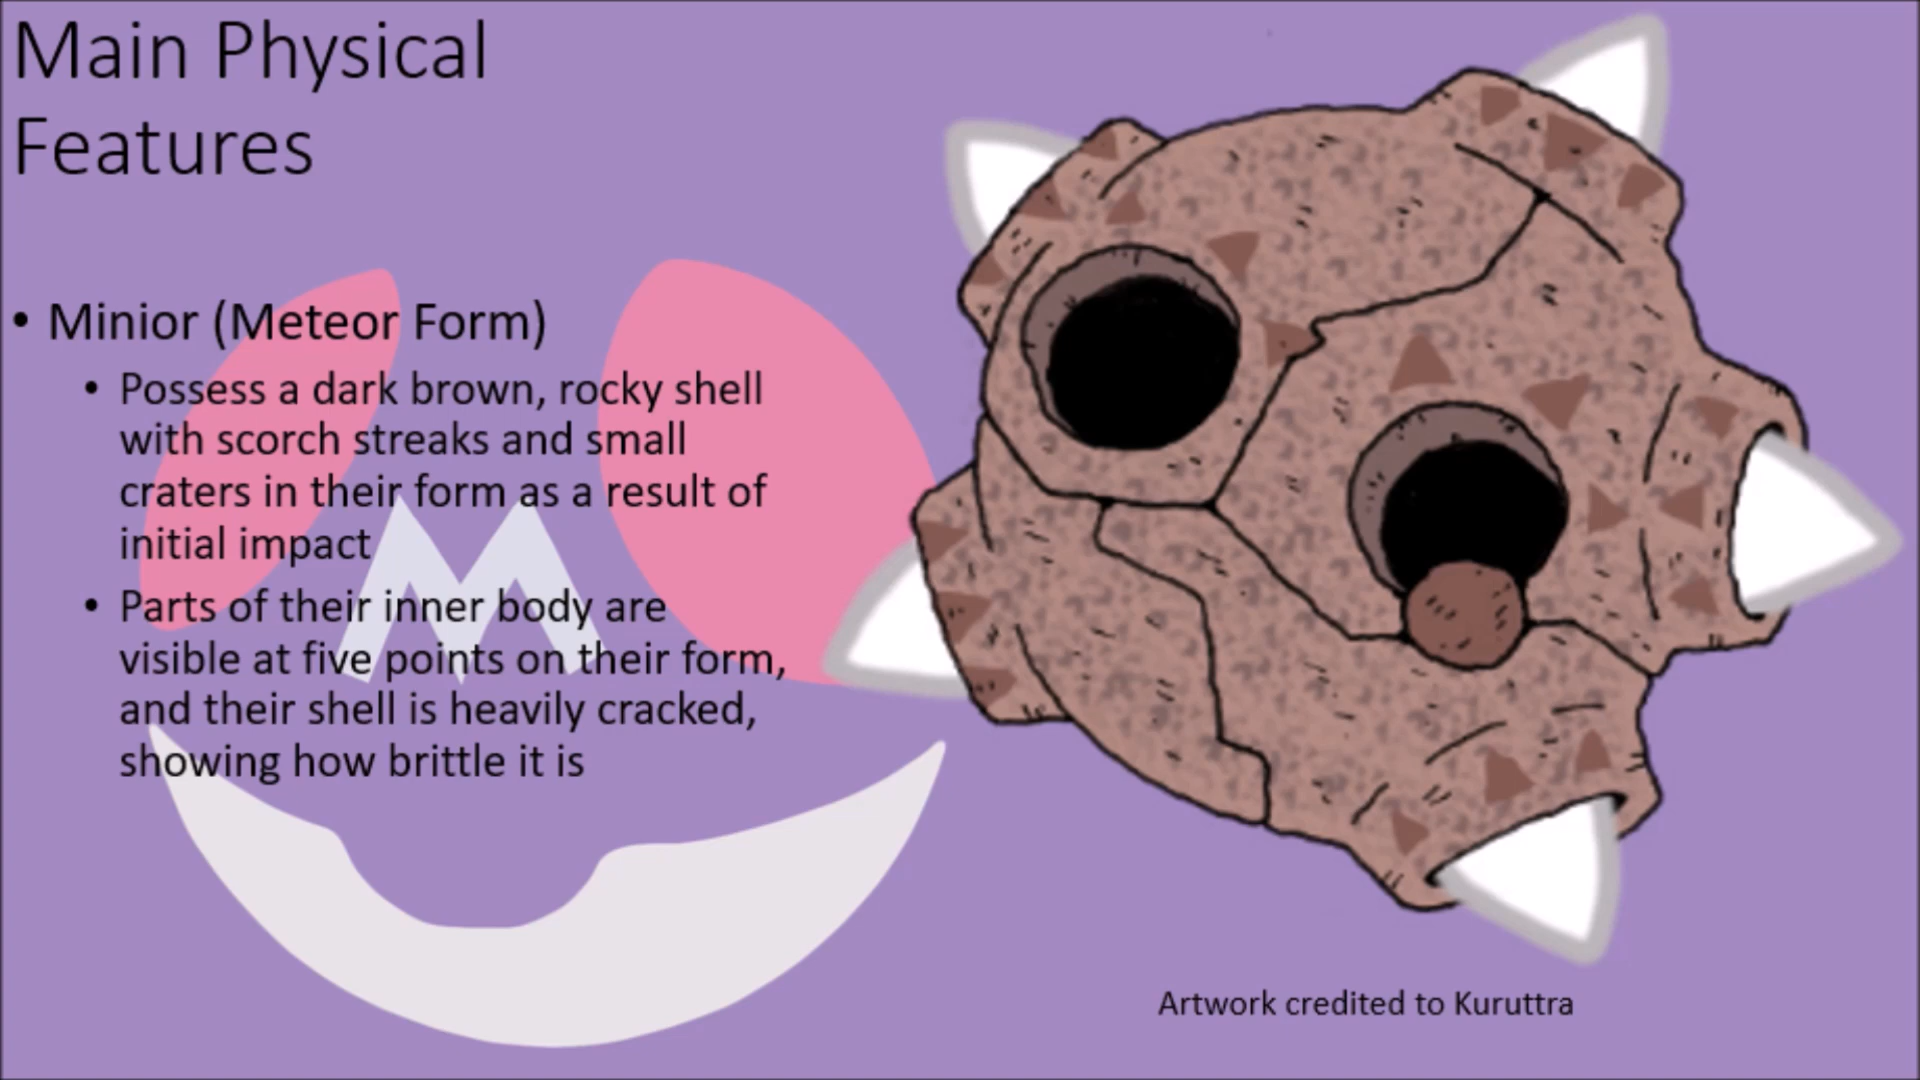 Main Physical
Features
• Minior (Meteor Form)
• Possess a dark brown, rocky shell
with scorch streaks and small
craters in their form as a result of
initial impact
• Parts of their inner body are
visible at five points on their form,
and their shell is heavily cracked,
showing how brittle it is
Artwork credited to Kuruttra